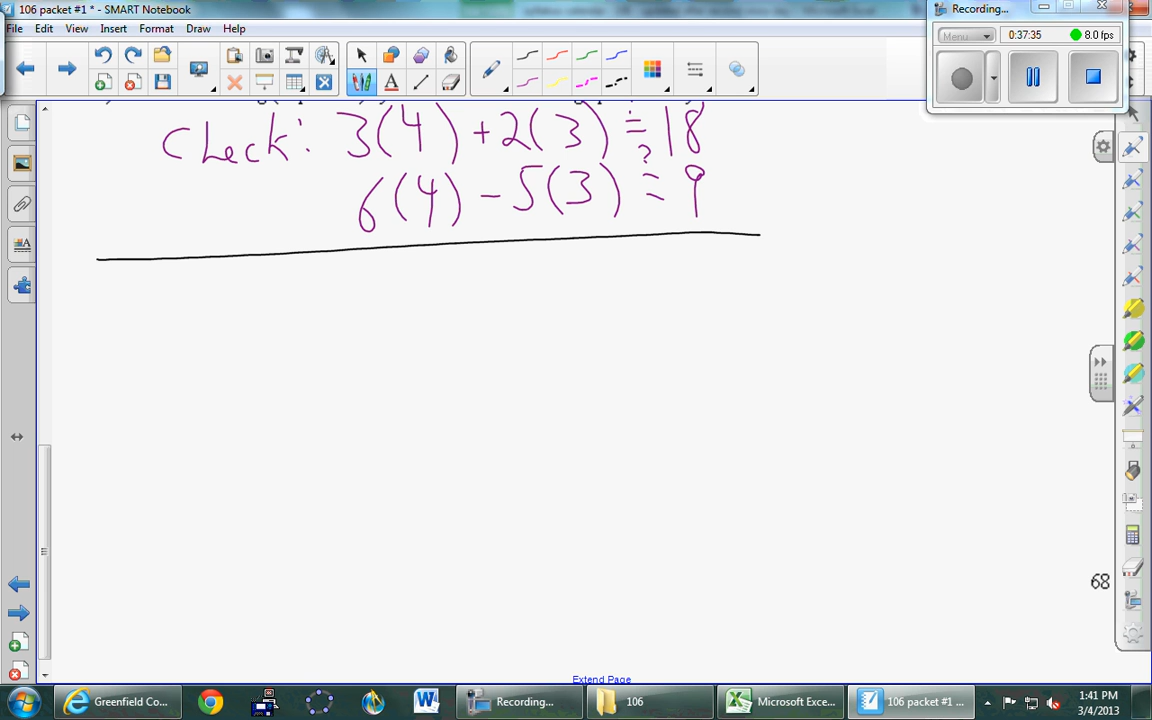 106 packet #1 * - SMART Notebook
Recording...
File Edit View Insert Format Draw Help
Menu 0:37:35 8.0 fps
Check: 3(4) + 2(3) ≟ 18
6(4) - 5(3) ≟ 9
68
Extend Page
Greenfield Co... Recording... 106 Microsoft Exce... 106 packet #1 ...
1:41 PM
3/4/2013